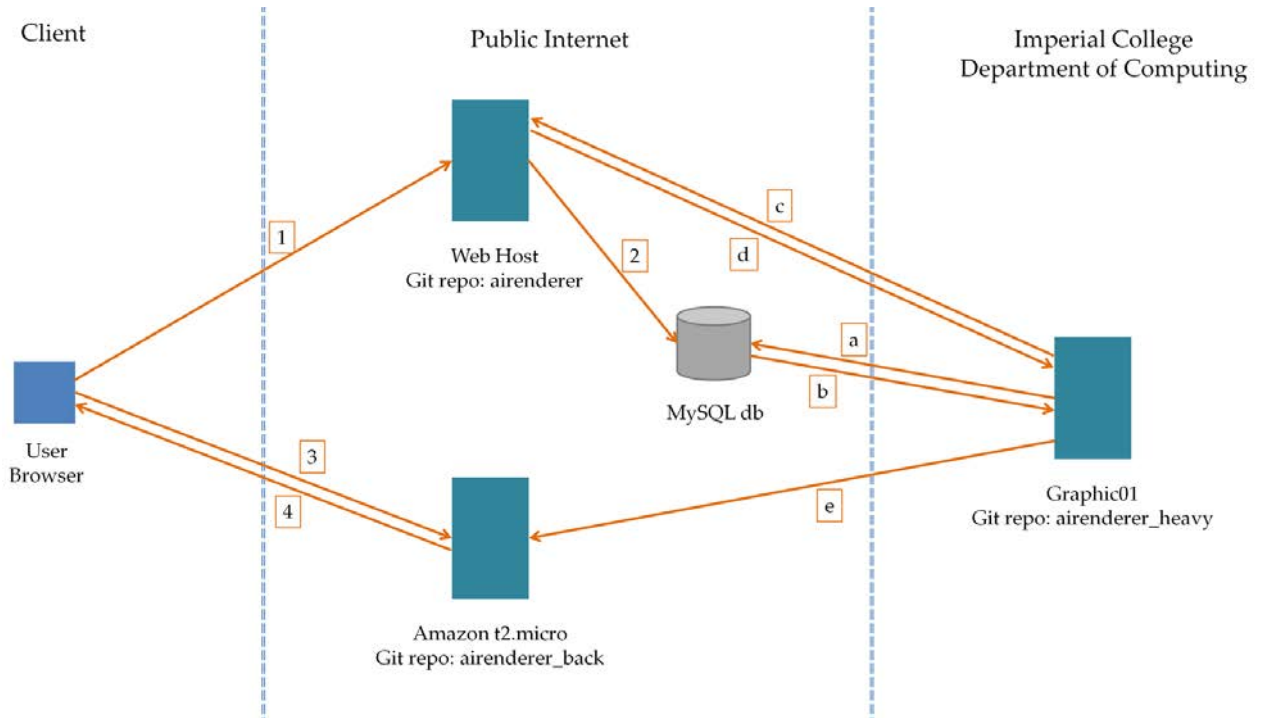 Client
Public Internet
Imperial College
Department of Computing
1
Web Host
Git repo: airenderer
2
c
d
a
b
MySQL db
User
Browser
3
4
Amazon t2.micro
Git repo: airenderer_back
e
Graphic01
Git repo: airenderer_heavy